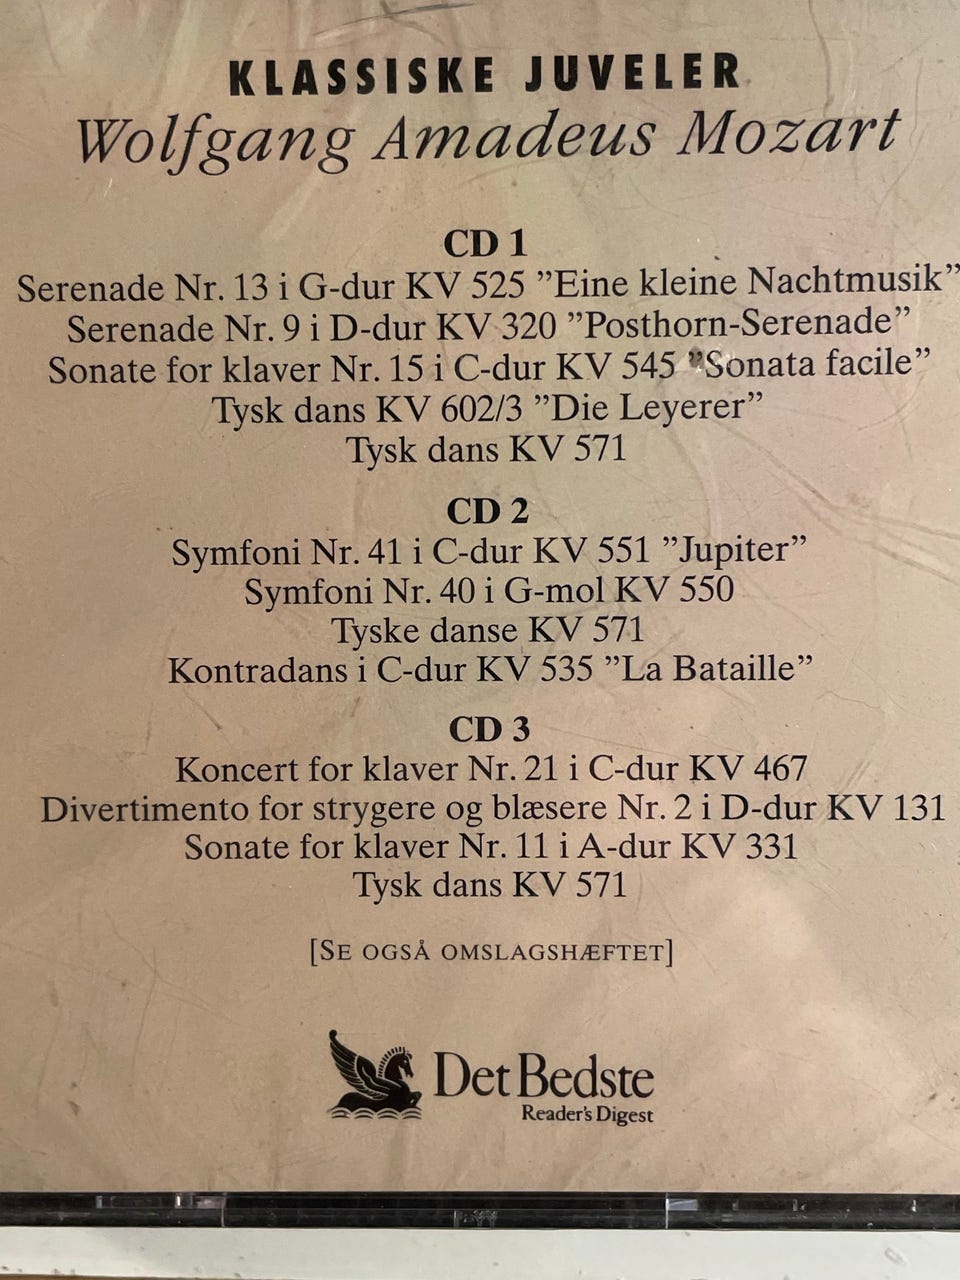 KLASSISKE JUVELER
Wolfgang Amadeus Mozart
CD 1
Serenade Nr. 13 i G-dur KV 525 ”Eine kleine Nachtmusik”
Serenade Nr. 9 i D-dur KV 320 ”Posthorn-Serenade”
Sonate for klaver Nr. 15 i C-dur KV 545 ”Sonata facile”
Tysk dans KV 602/3 ”Die Leyerer”
Tysk dans KV 571
CD 2
Symfoni Nr. 41 i C-dur KV 551 ”Jupiter”
Symfoni Nr. 40 i G-mol KV 550
Tyske danse KV 571
Kontradans i C-dur KV 535 ”La Bataille”
CD 3
Koncert for klaver Nr. 21 i C-dur KV 467
Divertimento for strygere og blæsere Nr. 2 i D-dur KV 131
Sonate for klaver Nr. 11 i A-dur KV 331
Tysk dans KV 571
[SE OGSÅ OMSLAGSHÆFTET]
Det Bedste
Reader's Digest